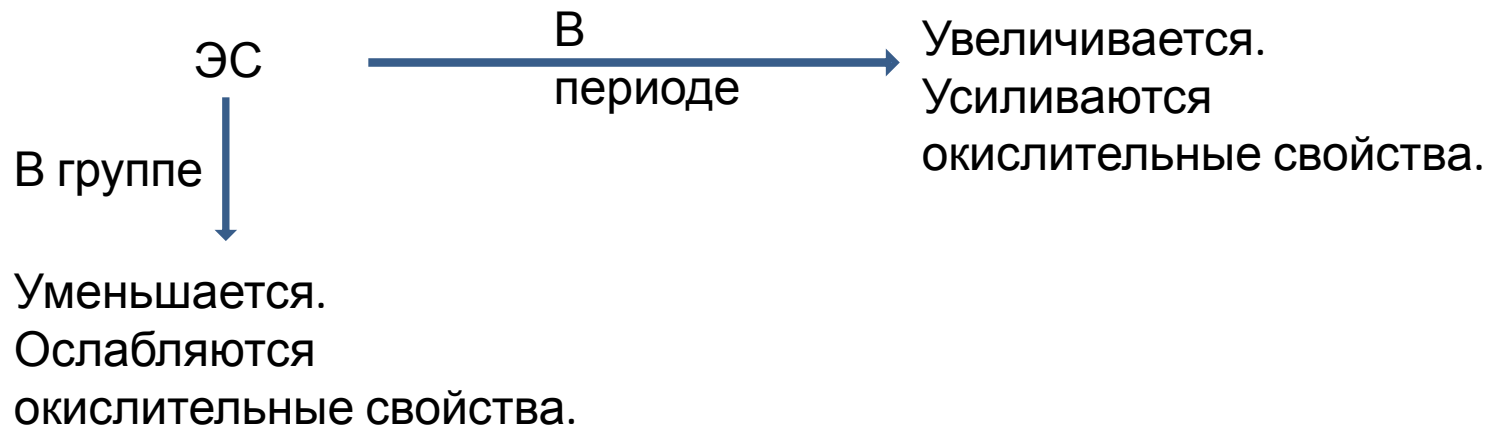 ЭС
В
периоде
Увеличивается.
Усиливаются
окислительные свойства.
В группе
Уменьшается.
Ослабляются
окислительные свойства.